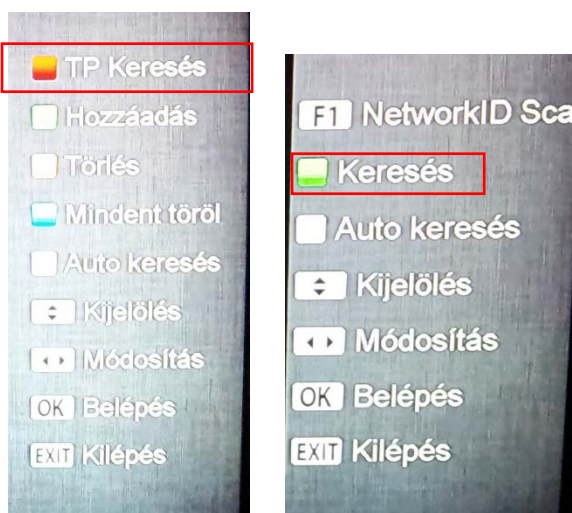 TP Keresés
Hozzáadás
Törlés
Mindent töröl
Auto keresés
Kijelölés
Módosítás
OK Belépés
EXIT Kilépés
F1 NetworkID Sca
Keresés
Auto keresés
Kijelölés
Módosítás
OK Belépés
EXIT Kilépés